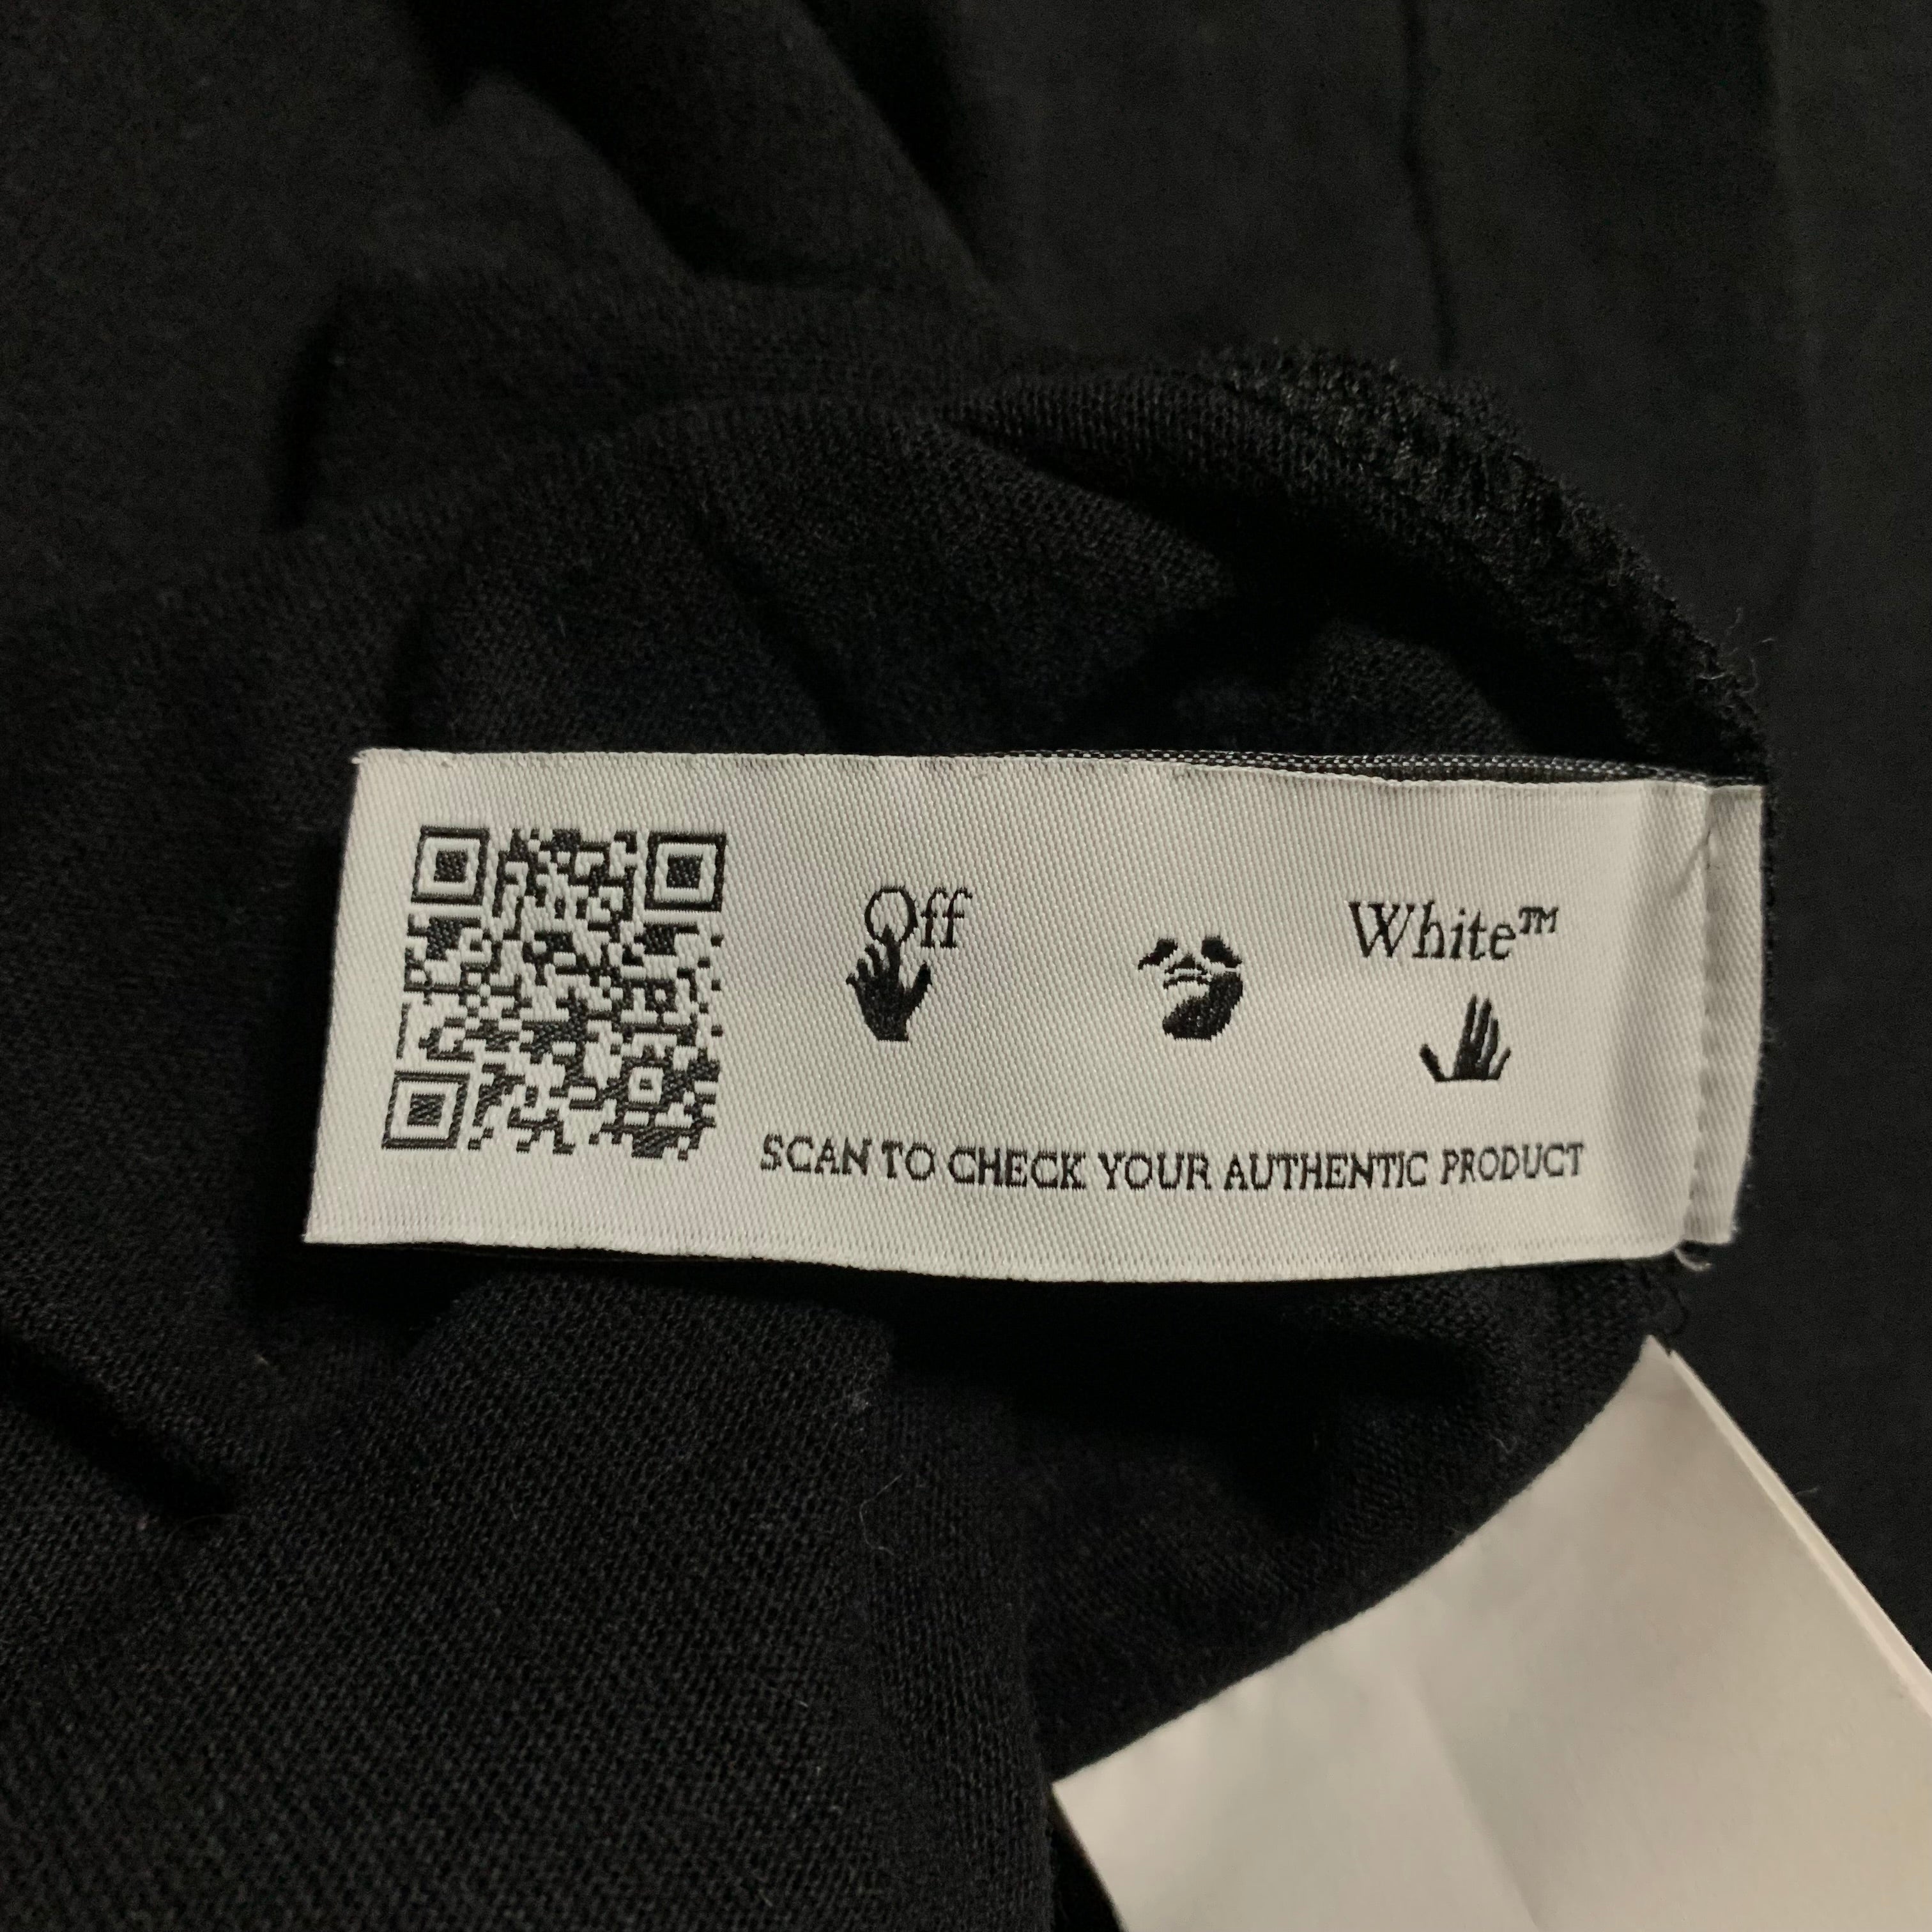 Off White™
SCAN TO CHECK YOUR AUTHENTIC PRODUCT